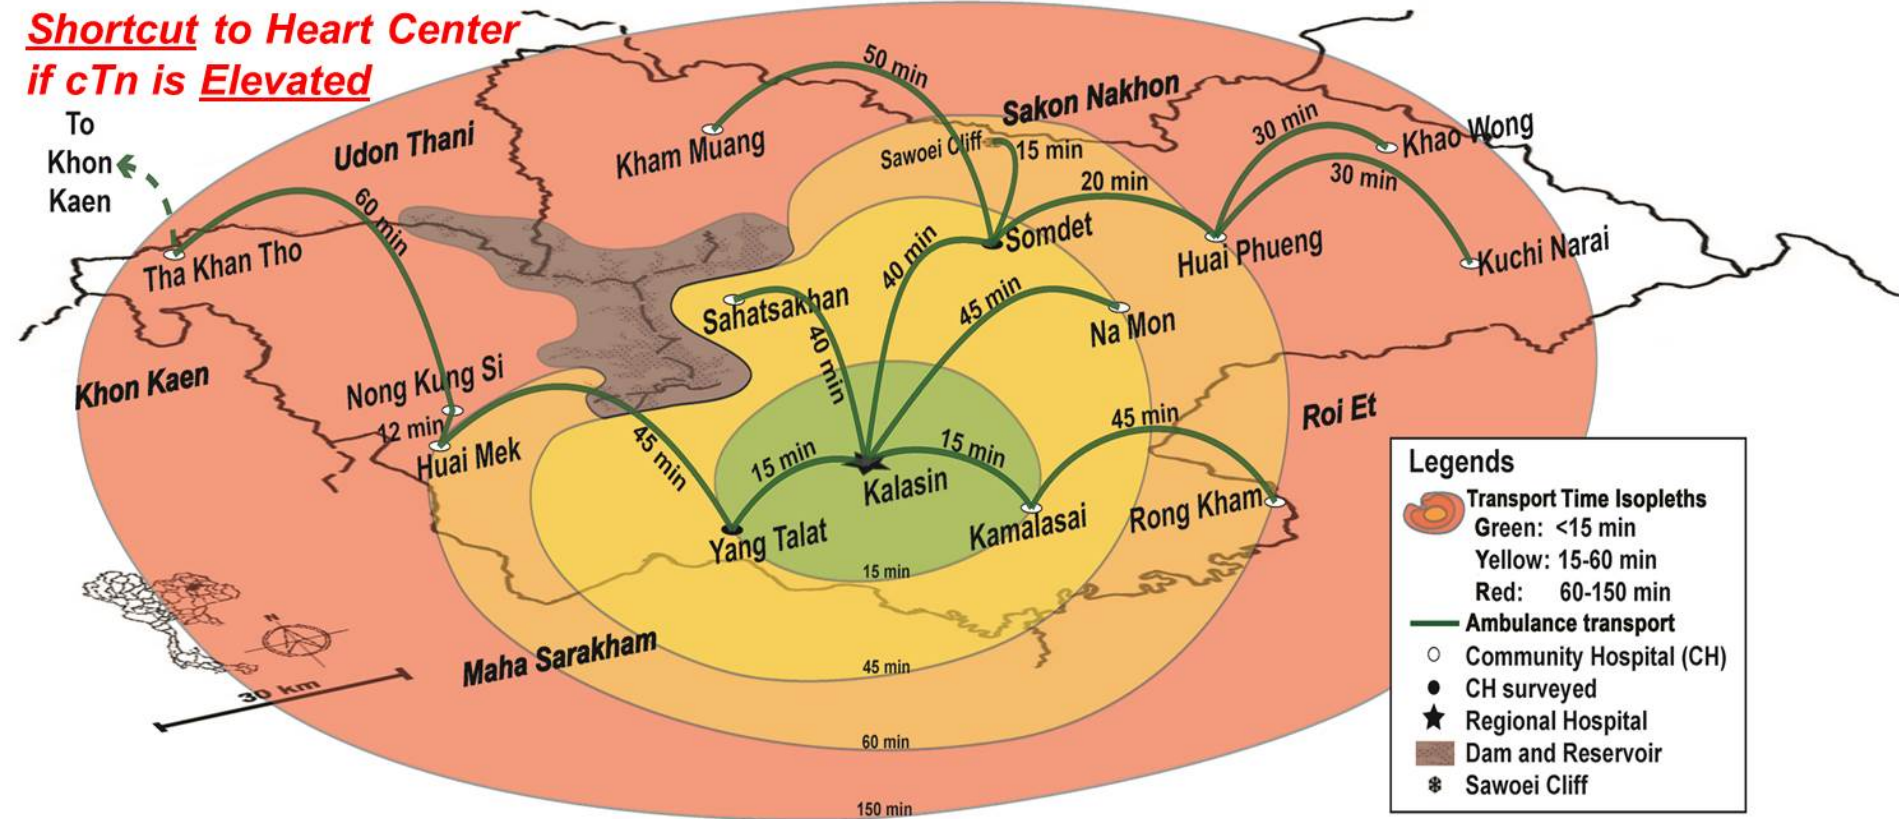 Shortcut to Heart Center
if cTn is Elevated
To
Khon
Kaen
Udon Thani
Sakon Nakhon
Khon Kaen
Maha Sarakham
Roi Et
50 min
Kham Muang
Sawoei Cliff
15 min
20 min
30 min
Khao Wong
30 min
60 min
Tha Khan Tho
Somdet
Huai Phueng
Kuchi Narai
40 min
45 min
Sahatsakhan
40 min
Na Mon
Nong Kung Si
12 min
Huai Mek
45 min
15 min
15 min
45 min
Kalasin
Yang Talat
Kamalasai
Rong Kham
15 min
45 min
60 min
150 min
N
30 km
Legends
Transport Time Isopleths
Green: <15 min
Yellow: 15-60 min
Red: 60-150 min
Ambulance transport
Community Hospital (CH)
CH surveyed
Regional Hospital
Dam and Reservoir
Sawoei Cliff